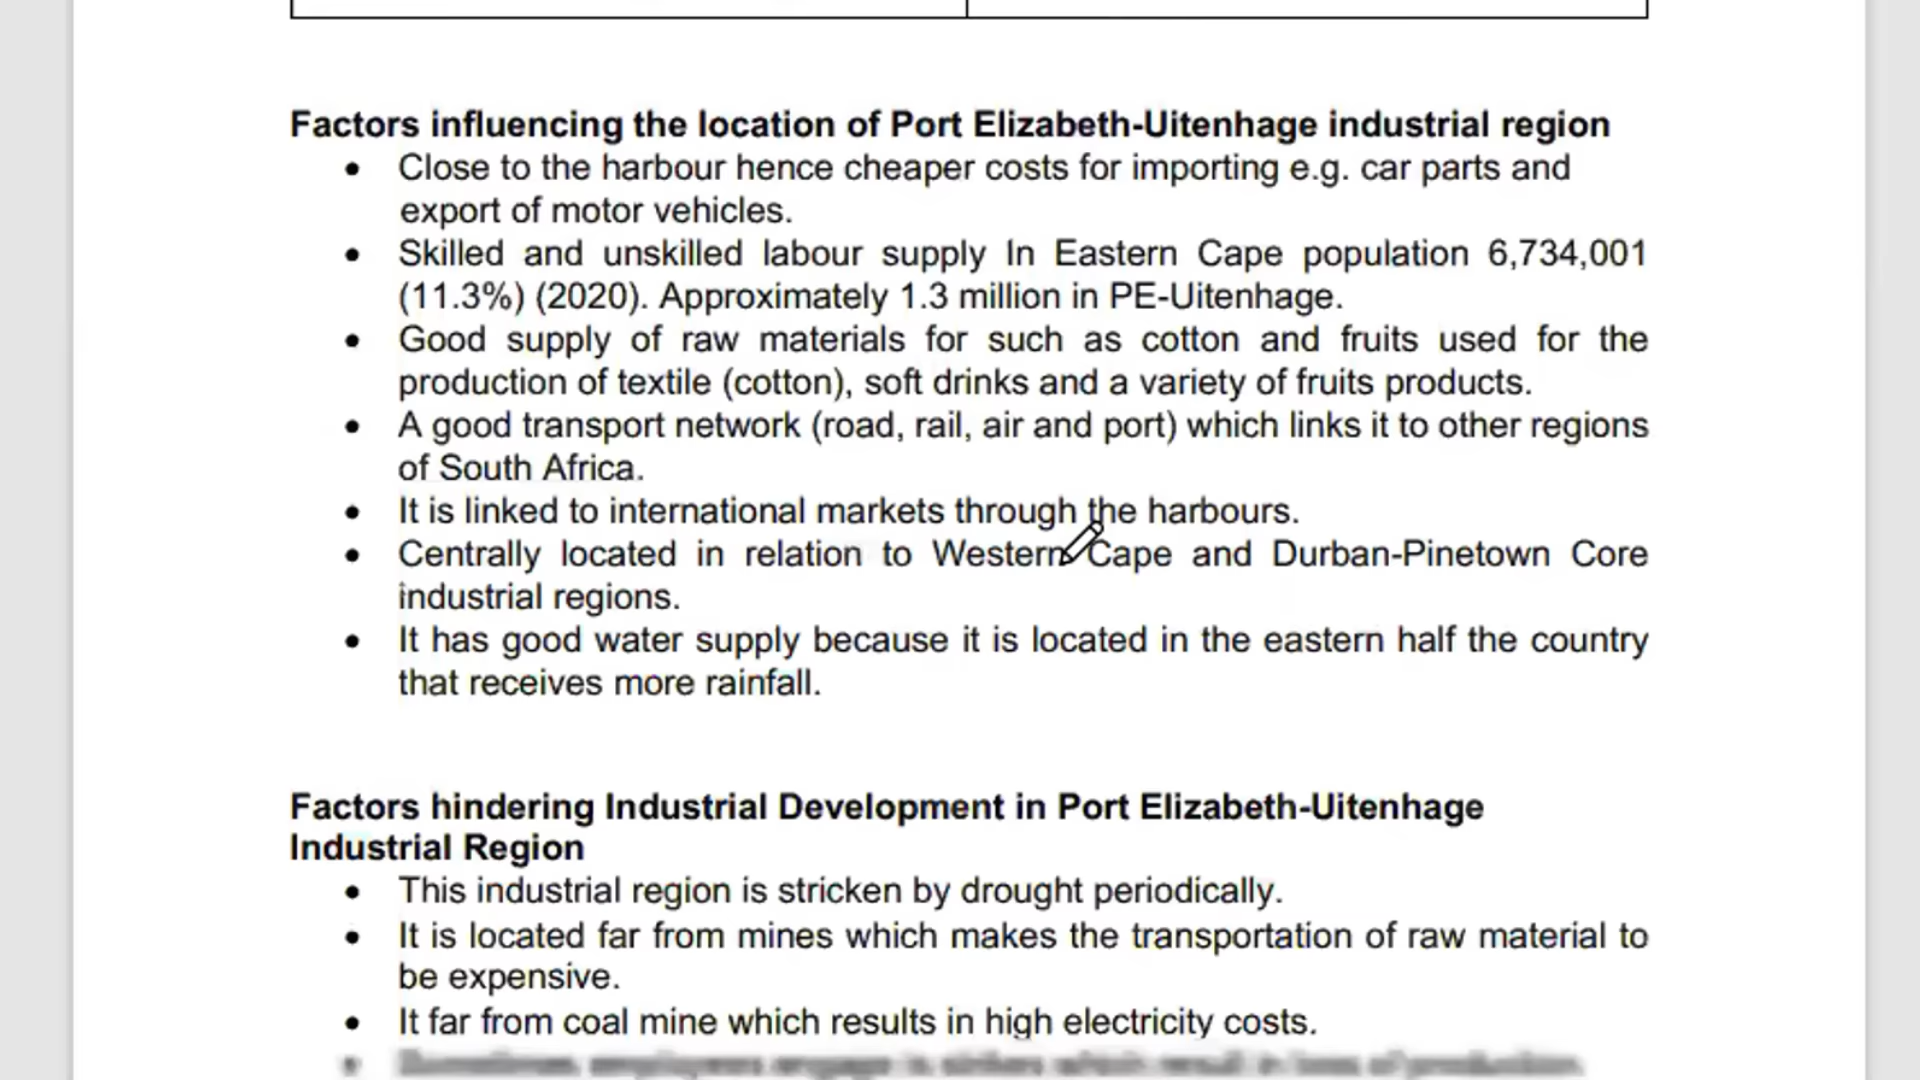 Factors influencing the location of Port Elizabeth-Uitenhage industrial region
• Close to the harbour hence cheaper costs for importing e.g. car parts and
export of motor vehicles.
• Skilled and unskilled labour supply In Eastern Cape population 6,734,001
(11.3%) (2020). Approximately 1.3 million in PE-Uitenhage.
• Good supply of raw materials for such as cotton and fruits used for the
production of textile (cotton), soft drinks and a variety of fruits products.
• A good transport network (road, rail, air and port) which links it to other regions
of South Africa.
• It is linked to international markets through the harbours.
• Centrally located in relation to Western Cape and Durban-Pinetown Core
industrial regions.
• It has good water supply because it is located in the eastern half the country
that receives more rainfall.
Factors hindering Industrial Development in Port Elizabeth-Uitenhage
Industrial Region
• This industrial region is stricken by drought periodically.
• It is located far from mines which makes the transportation of raw material to
be expensive.
• It far from coal mine which results in high electricity costs.